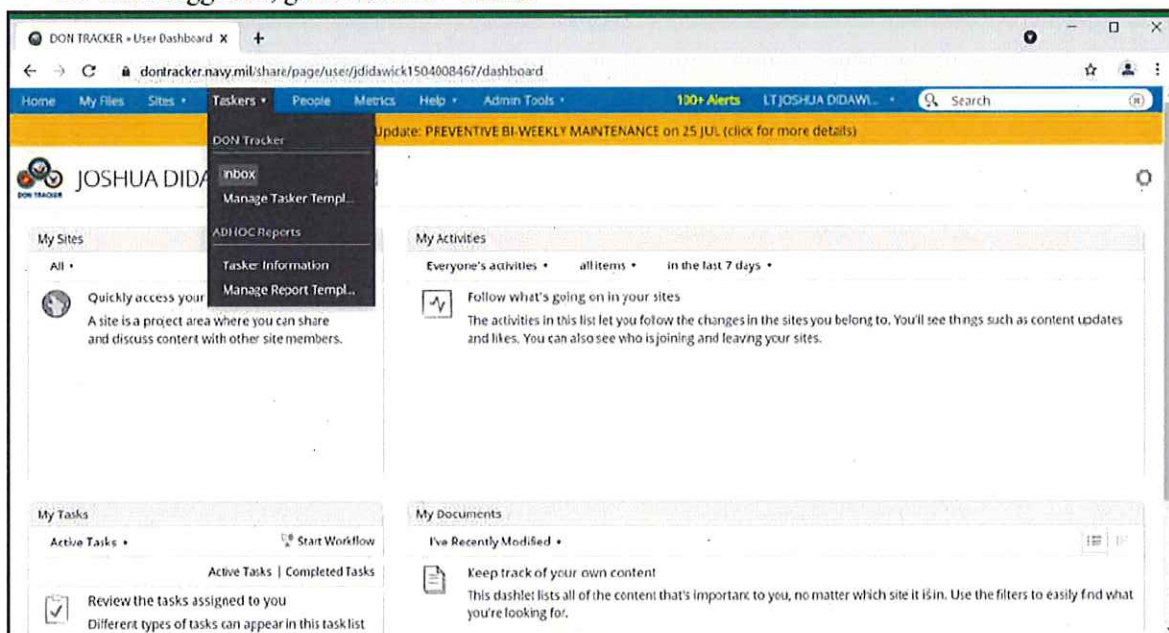 DON TRACKER » User Dashboard x +
dontracker.navy.mil/share/page/user/jdidawick1504008467/dashboard
Home My Files Sites Taskers People Metrics Help Admin Tools 100+ Alerts LT JOSHUA DIDAWI... Search
Update: PREVENTIVE BI-WEEKLY MAINTENANCE on 25 JUL (click for more details)
DON Tracker
Inbox
Manage Tasker Templ...
ADHOC Reports
Tasker Information
Manage Report Templ...
DON TRACKER
JOSHUA DIDA
My Sites
All
Quickly access your
A site is a project area where you can share
and discuss content with other site members.
My Activities
Everyone's activities all items in the last 7 days
Follow what's going on in your sites
The activities in this list let you follow the changes in the sites you belong to. You'll see things such as content updates
and likes. You can also see who is joining and leaving your sites.
My Tasks
Active Tasks Start Workflow
Active Tasks | Completed Tasks
Review the tasks assigned to you
Different types of tasks can appear in this task list
My Documents
I've Recently Modified
Keep track of your own content
This dashlet lists all of the content that's important to you, no matter which site it is in. Use the filters to easily find what
you're looking for.